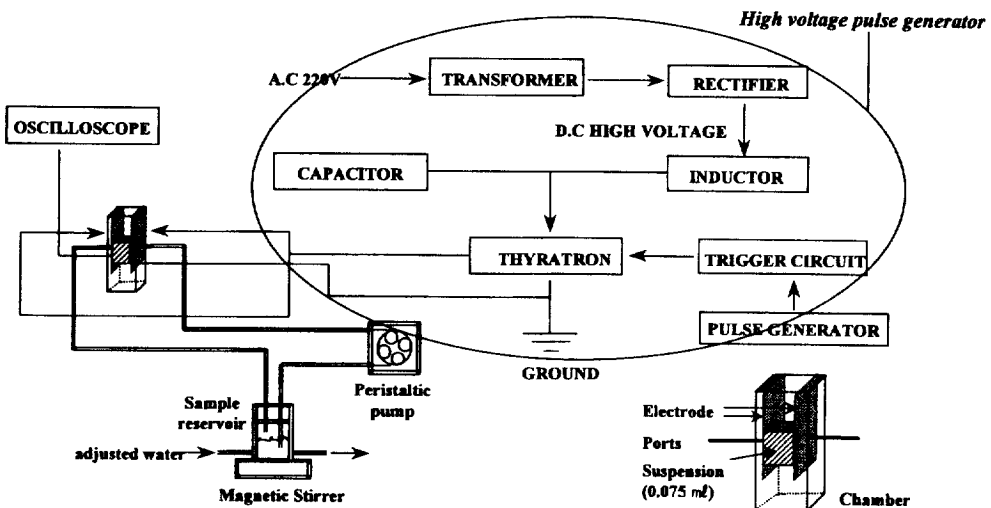 High voltage pulse generator
A.C 220V
TRANSFORMER
RECTIFIER
OSCILLOSCOPE
D.C HIGH VOLTAGE
CAPACITOR
INDUCTOR
THYRATRON
TRIGGER CIRCUIT
PULSE GENERATOR
GROUND
Peristaltic
pump
Sample
reservoir
adjusted water
Magnetic Stirrer
Electrode
Ports
Suspension
(0.075 ㎖)
Chamber